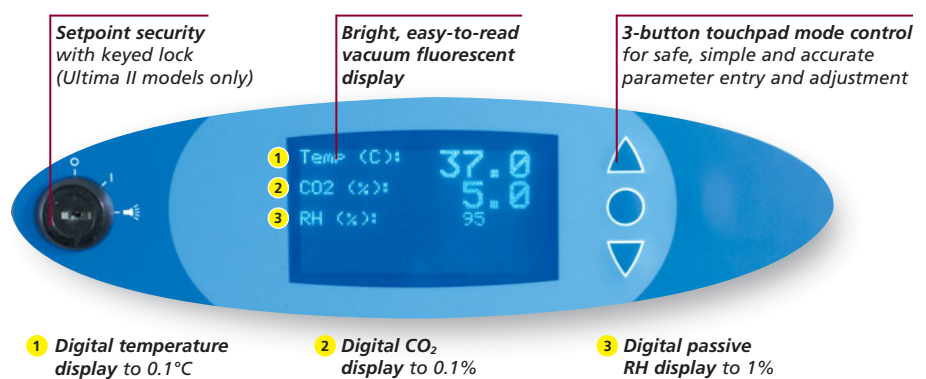 Setpoint security
with keyed lock
(Ultima II models only)
Bright, easy-to-read
vacuum fluorescent
display
3-button touchpad mode control
for safe, simple and accurate
parameter entry and adjustment
O
I
1 Temp (C): 37.0
2 CO2 (%): 5.0
3 RH (%): 95
1 Digital temperature
display to 0.1°C
2 Digital CO₂
display to 0.1%
3 Digital passive
RH display to 1%